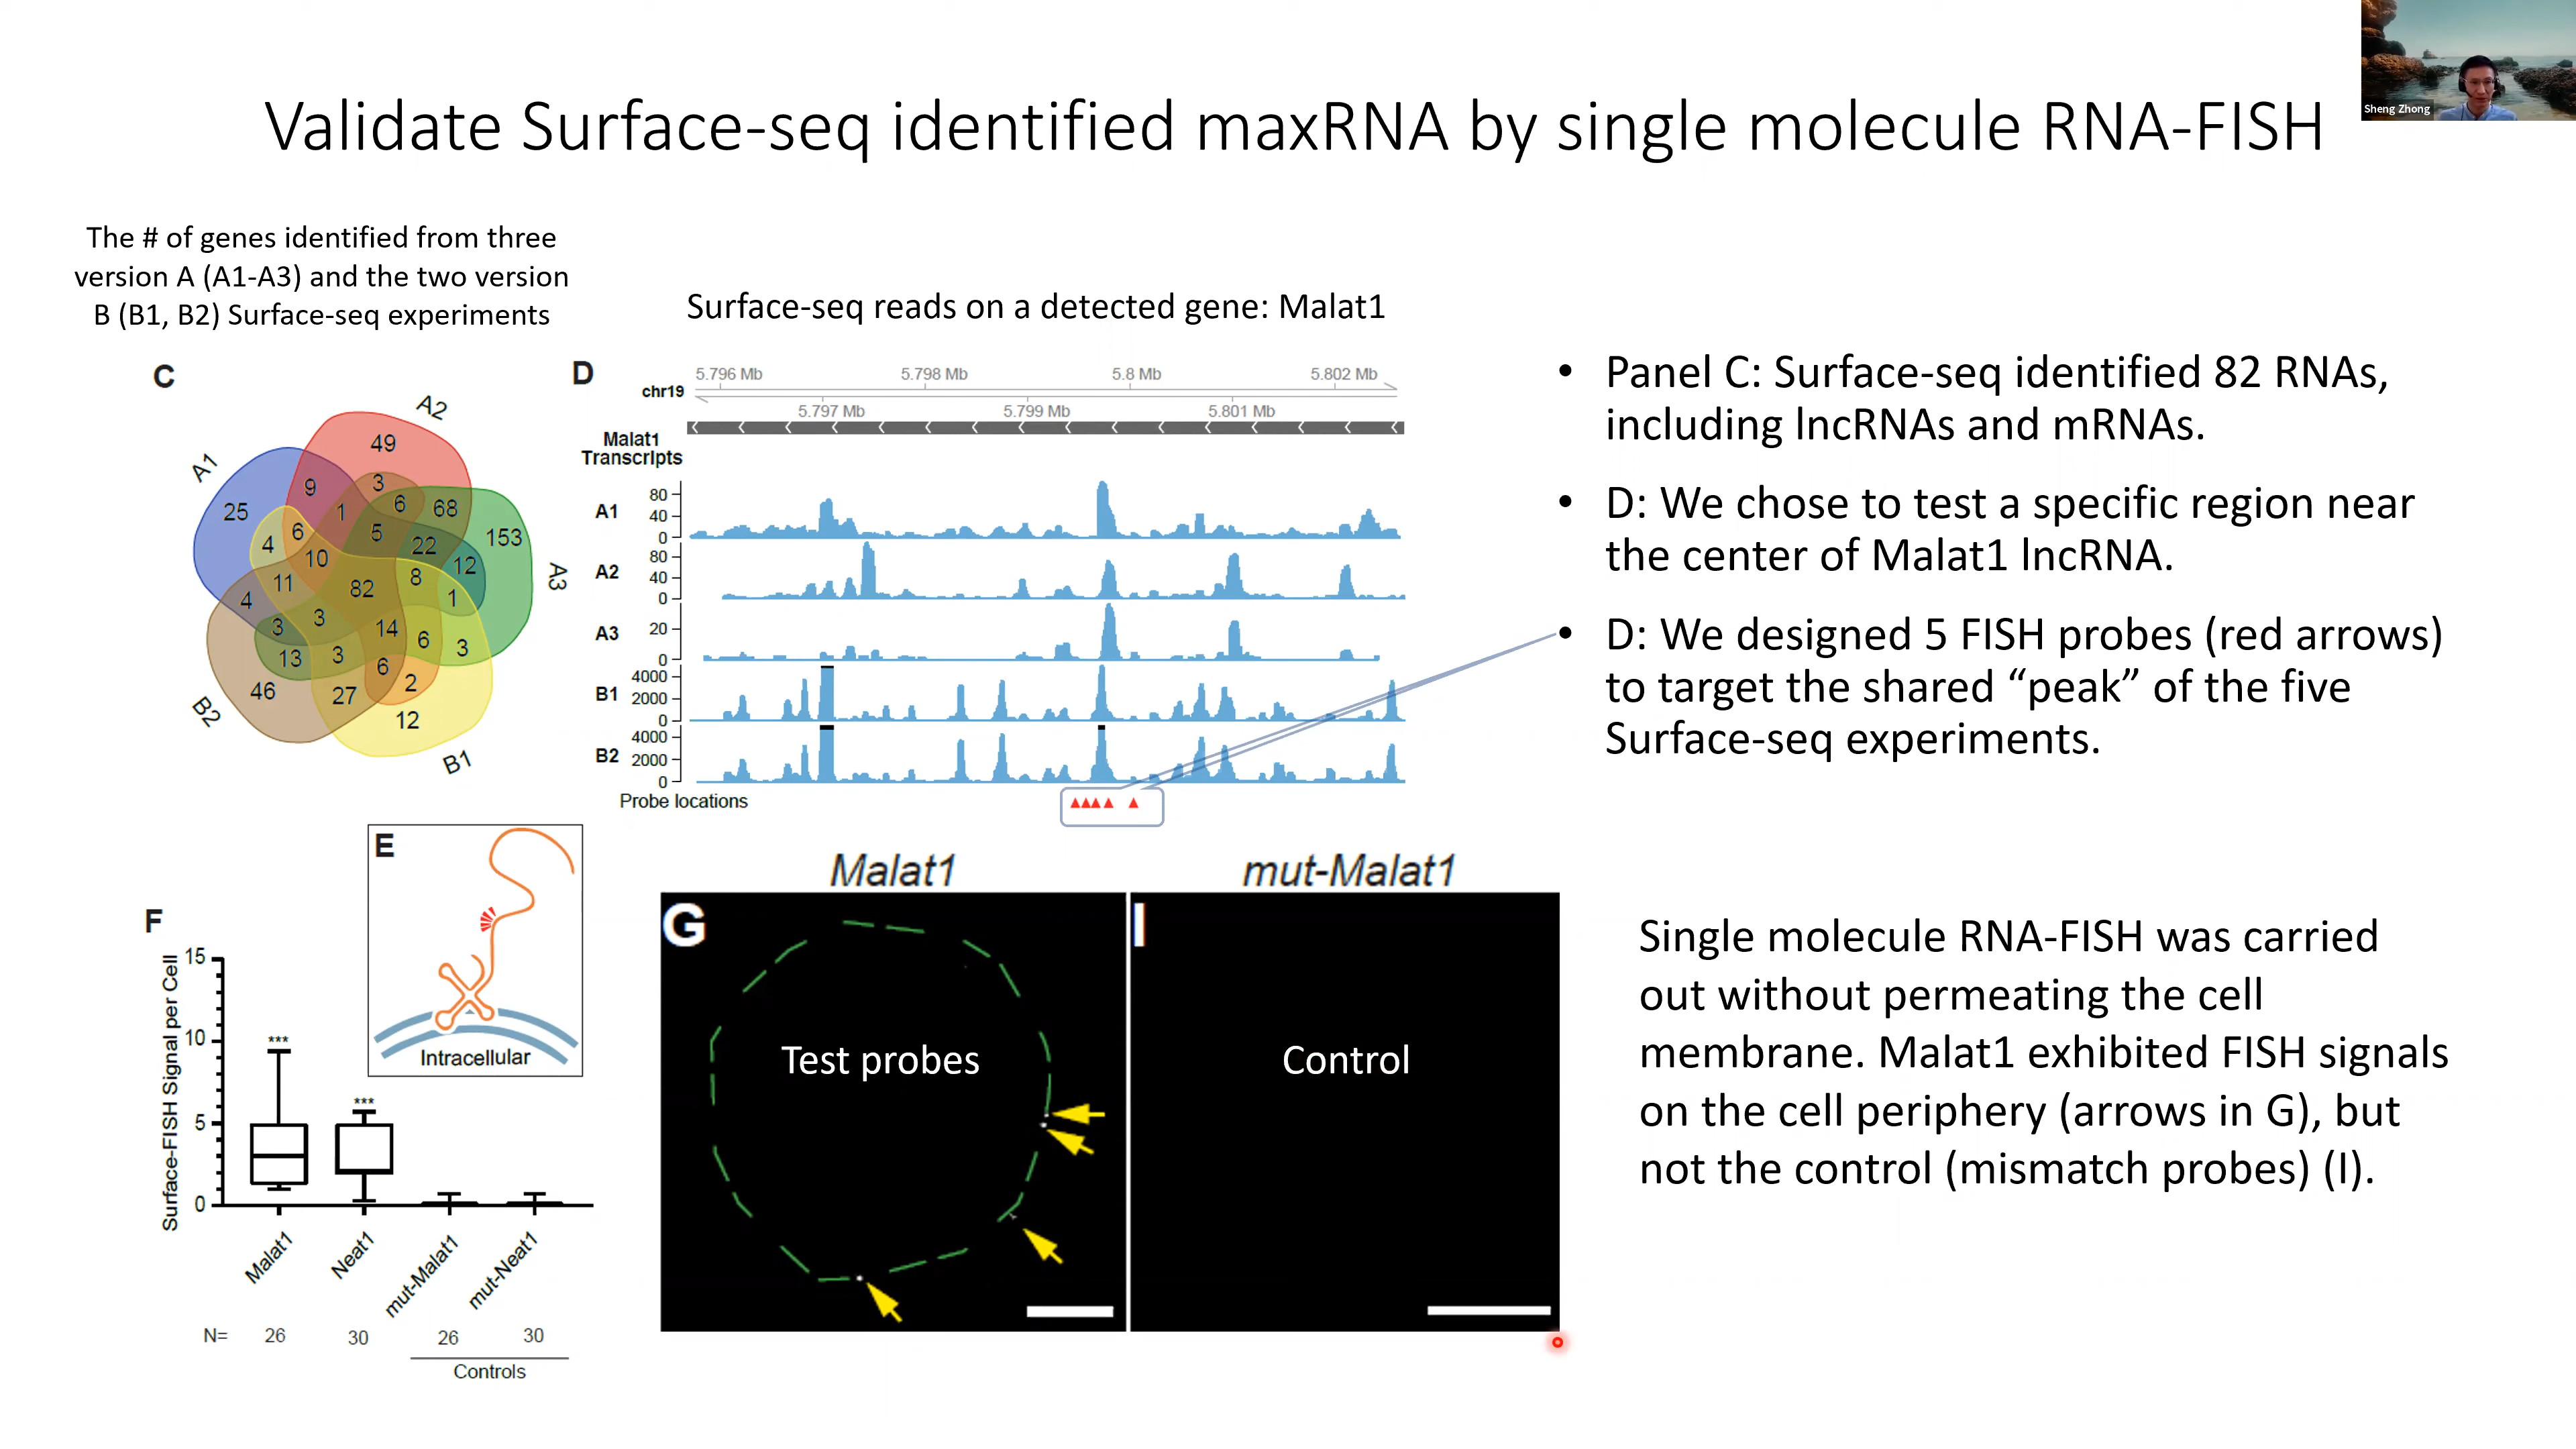 Sheng Zhong
Validate Surface-seq identified maxRNA by single molecule RNA-FISH
The # of genes identified from three
version A (A1-A3) and the two version
B (B1, B2) Surface-seq experiments
C
A1
A2
A3
B1
B2
49
9
3
6
68
25
1
153
6
5
4
22
10
12
11
82
8
4
1
3
3
14
6
3
13
3
6
46
27
2
12
Surface-seq reads on a detected gene: Malat1
D
5.796 Mb 5.798 Mb 5.8 Mb 5.802 Mb
chr19
5.797 Mb 5.799 Mb 5.801 Mb
Malat1
Transcripts
A1
80
40
0
A2
80
40
0
A3
20
0
B1
4000
2000
0
B2
4000
2000
0
Probe locations
• Panel C: Surface-seq identified 82 RNAs,
including lncRNAs and mRNAs.
• D: We chose to test a specific region near
the center of Malat1 lncRNA.
• D: We designed 5 FISH probes (red arrows)
to target the shared “peak” of the five
Surface-seq experiments.
E
Intracellular
F
Surface-FISH Signal per Cell
15
10
5
0
***
***
Malat1
Neat1
mut-Malat1
mut-Neat1
N= 26 30 26 30
Controls
Malat1
G
Test probes
mut-Malat1
I
Control
Single molecule RNA-FISH was carried
out without permeating the cell
membrane. Malat1 exhibited FISH signals
on the cell periphery (arrows in G), but
not the control (mismatch probes) (I).